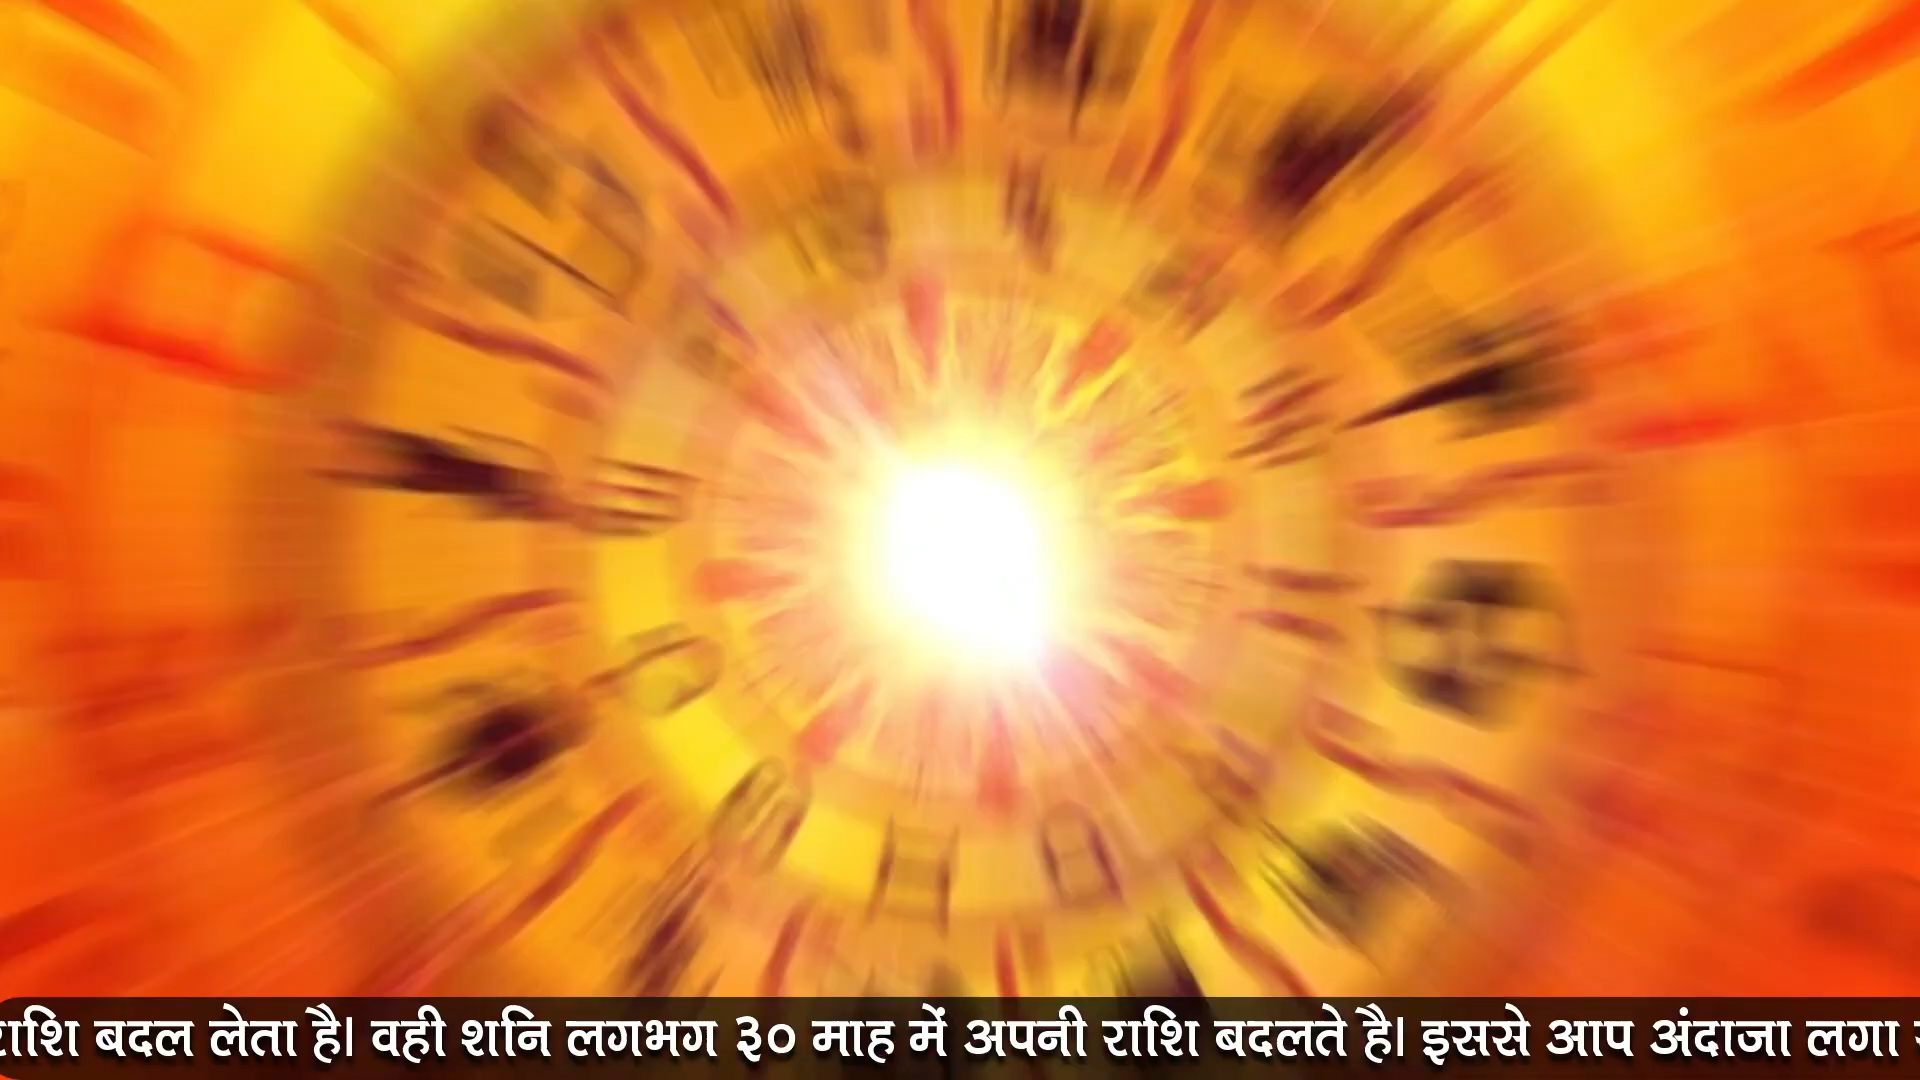 राशि बदल लेता है। वही शनि लगभग ३० माह में अपनी राशि बदलते है। इससे आप अंदाजा लगा